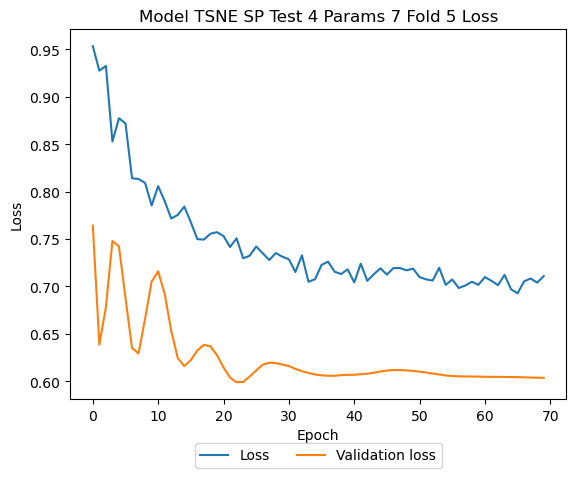 Model TSNE SP Test 4 Params 7 Fold 5 Loss
0.95
0.90
0.85
0.80
0.75
0.70
0.65
0.60
Loss
0 10 20 30 40 50 60 70
Epoch
Loss Validation loss